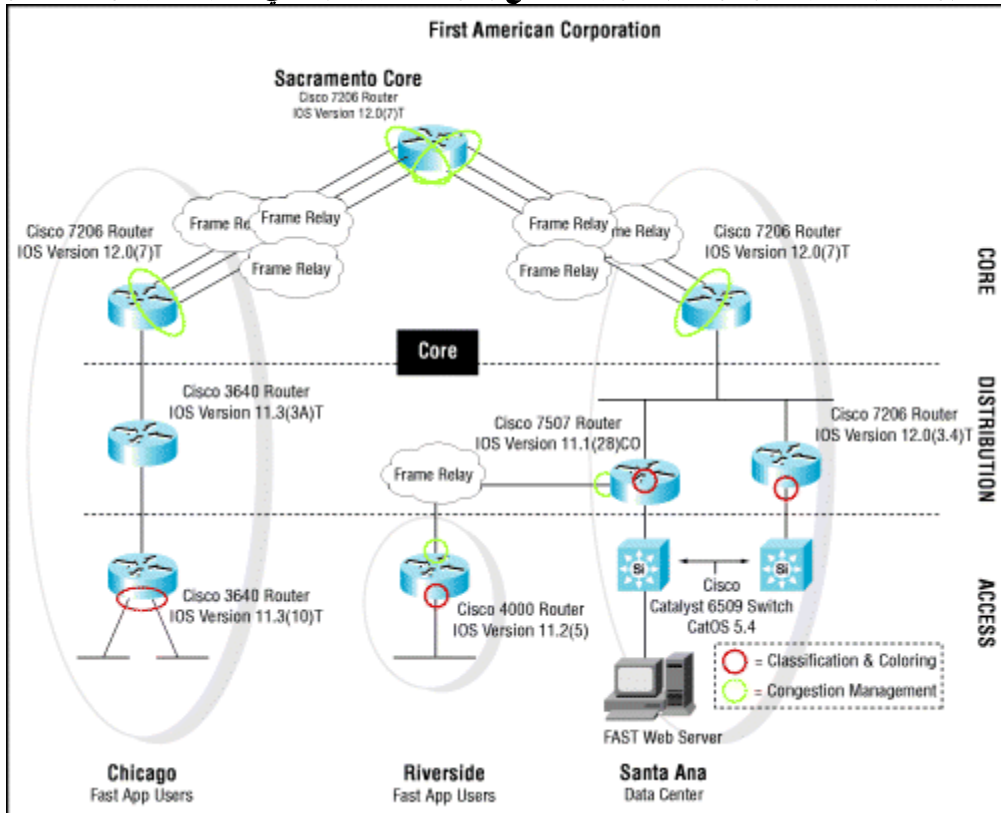 First American Corporation
Sacramento Core
Cisco 7206 Router
IOS Version 12.0(7)T
Frame Relay
Frame Relay
Frame Relay
Frame Relay
Frame Relay
Cisco 7206 Router
IOS Version 12.0(7)T
Cisco 7206 Router
IOS Version 12.0(7)T
CORE
Core
Cisco 3640 Router
IOS Version 11.3(3A)T
Cisco 7507 Router
IOS Version 11.1(28)CO
Cisco 7206 Router
IOS Version 12.0(3.4)T
DISTRIBUTION
Frame Relay
Si
Si
Cisco
Catalyst 6509 Switch
CatOS 5.4
Cisco 3640 Router
IOS Version 11.3(10)T
Cisco 4000 Router
IOS Version 11.2(5)
ACCESS
= Classification & Coloring
= Congestion Management
FAST Web Server
Chicago
Fast App Users
Riverside
Fast App Users
Santa Ana
Data Center